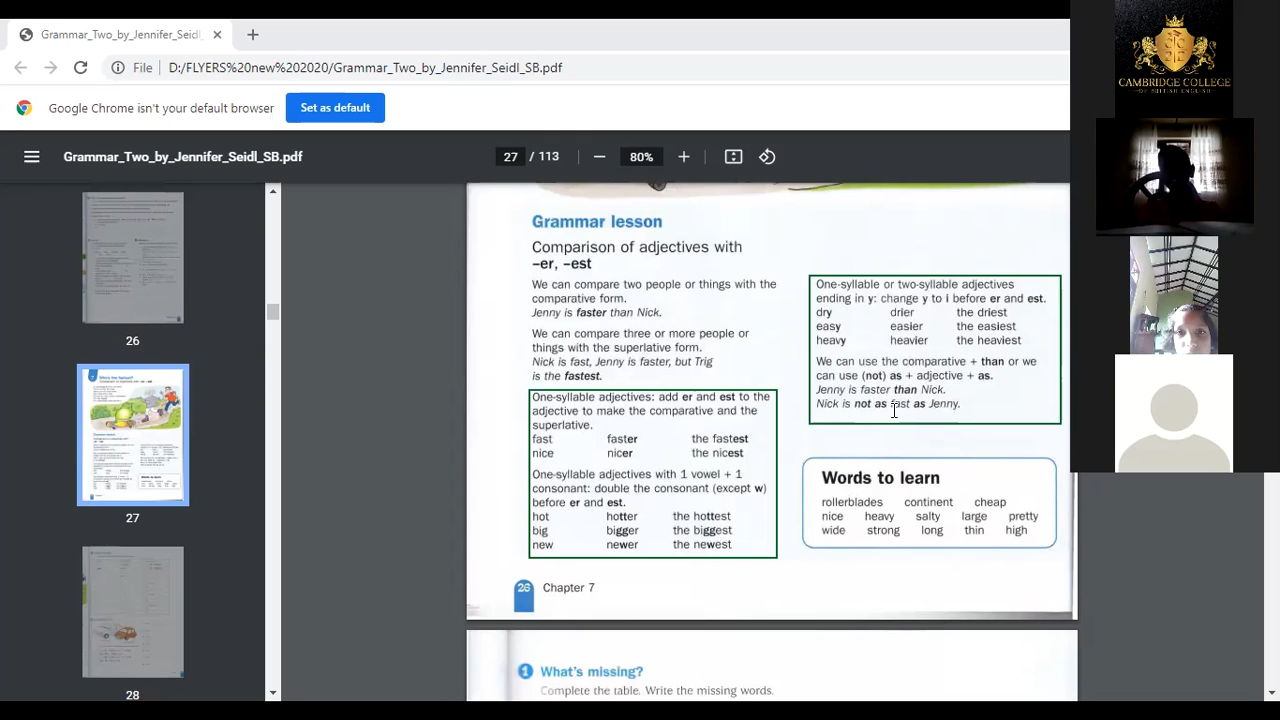 Grammar_Two_by_Jennifer_Seidl_
File D:/FLYERS%20new%202020/Grammar_Two_by_Jennifer_Seidl_SB.pdf
Google Chrome isn't your default browser Set as default
Grammar_Two_by_Jennifer_Seidl_SB.pdf 27 / 113 80%
CAMBRIDGE COLLEGE
OF BRITISH ENGLISH
26
27
28
Grammar lesson
Comparison of adjectives with
–er, –est
We can compare two people or things with the
comparative form.
Jenny is faster than Nick.
We can compare three or more people or
things with the superlative form.
Nick is fast, Jenny is faster, but Trig
is the fastest.
One-syllable adjectives: add er and est to the
adjective to make the comparative and the
superlative.
fast faster the fastest
nice nicer the nicest
One-syllable adjectives with 1 vowel + 1
consonant: double the consonant (except w)
before er and est.
hot hotter the hottest
big bigger the biggest
new newer the newest
One-syllable or two-syllable adjectives
ending in y: change y to i before er and est.
dry drier the driest
easy easier the easiest
heavy heavier the heaviest
We can use the comparative + than or we
can use (not) as + adjective + as.
Jenny is faster than Nick.
Nick is not as fast as Jenny.
Words to learn
rollerblades continent cheap
nice heavy salty large pretty
wide strong long thin high
26 Chapter 7
1 What's missing?
Complete the table. Write the missing words.